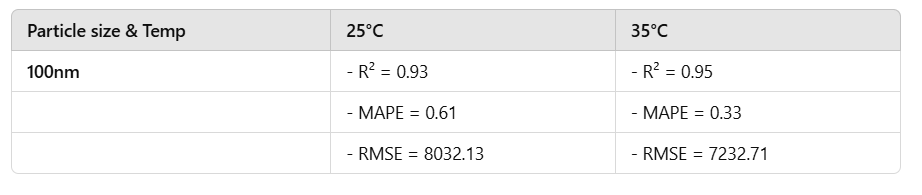 Particle size & Temp 25°C 35°C
100nm - R² = 0.93 - R² = 0.95
- MAPE = 0.61 - MAPE = 0.33
- RMSE = 8032.13 - RMSE = 7232.71